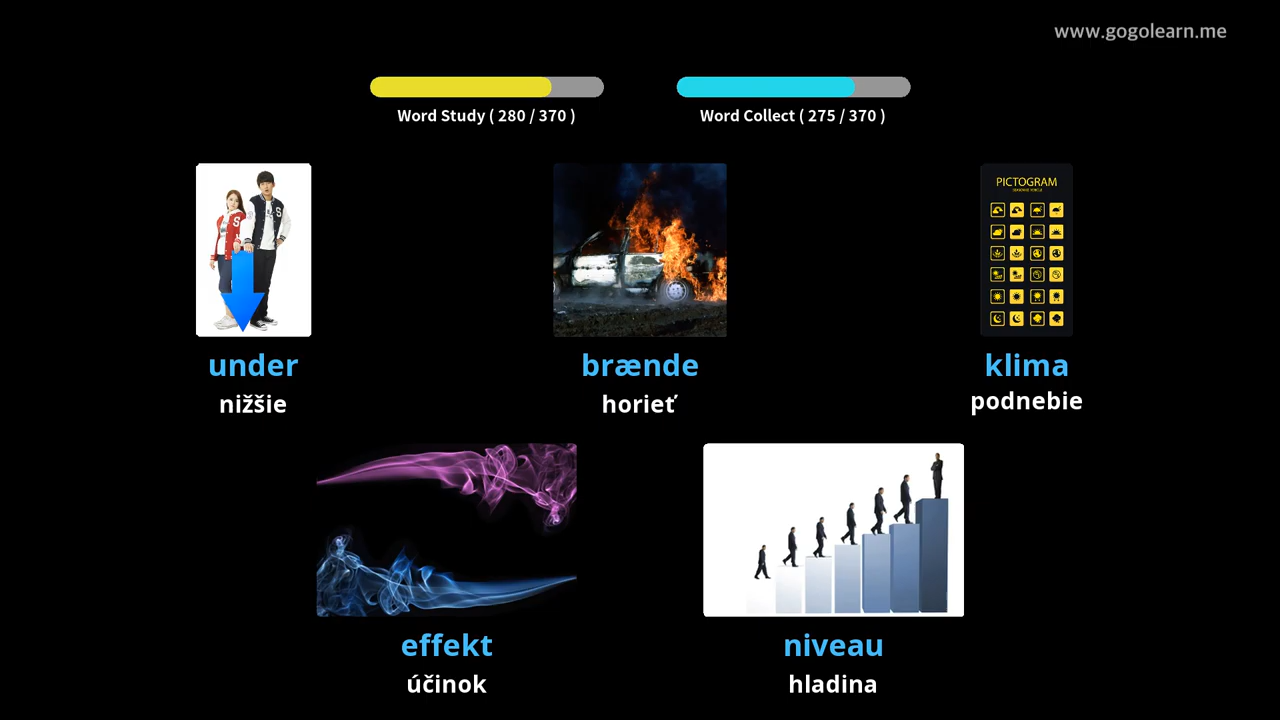 www.gogolearn.me
Word Study ( 280 / 370 )
Word Collect ( 275 / 370 )
PICTOGRAM
under
brænde
klima
nižšie
horieť
podnebie
effekt
niveau
účinok
hladina